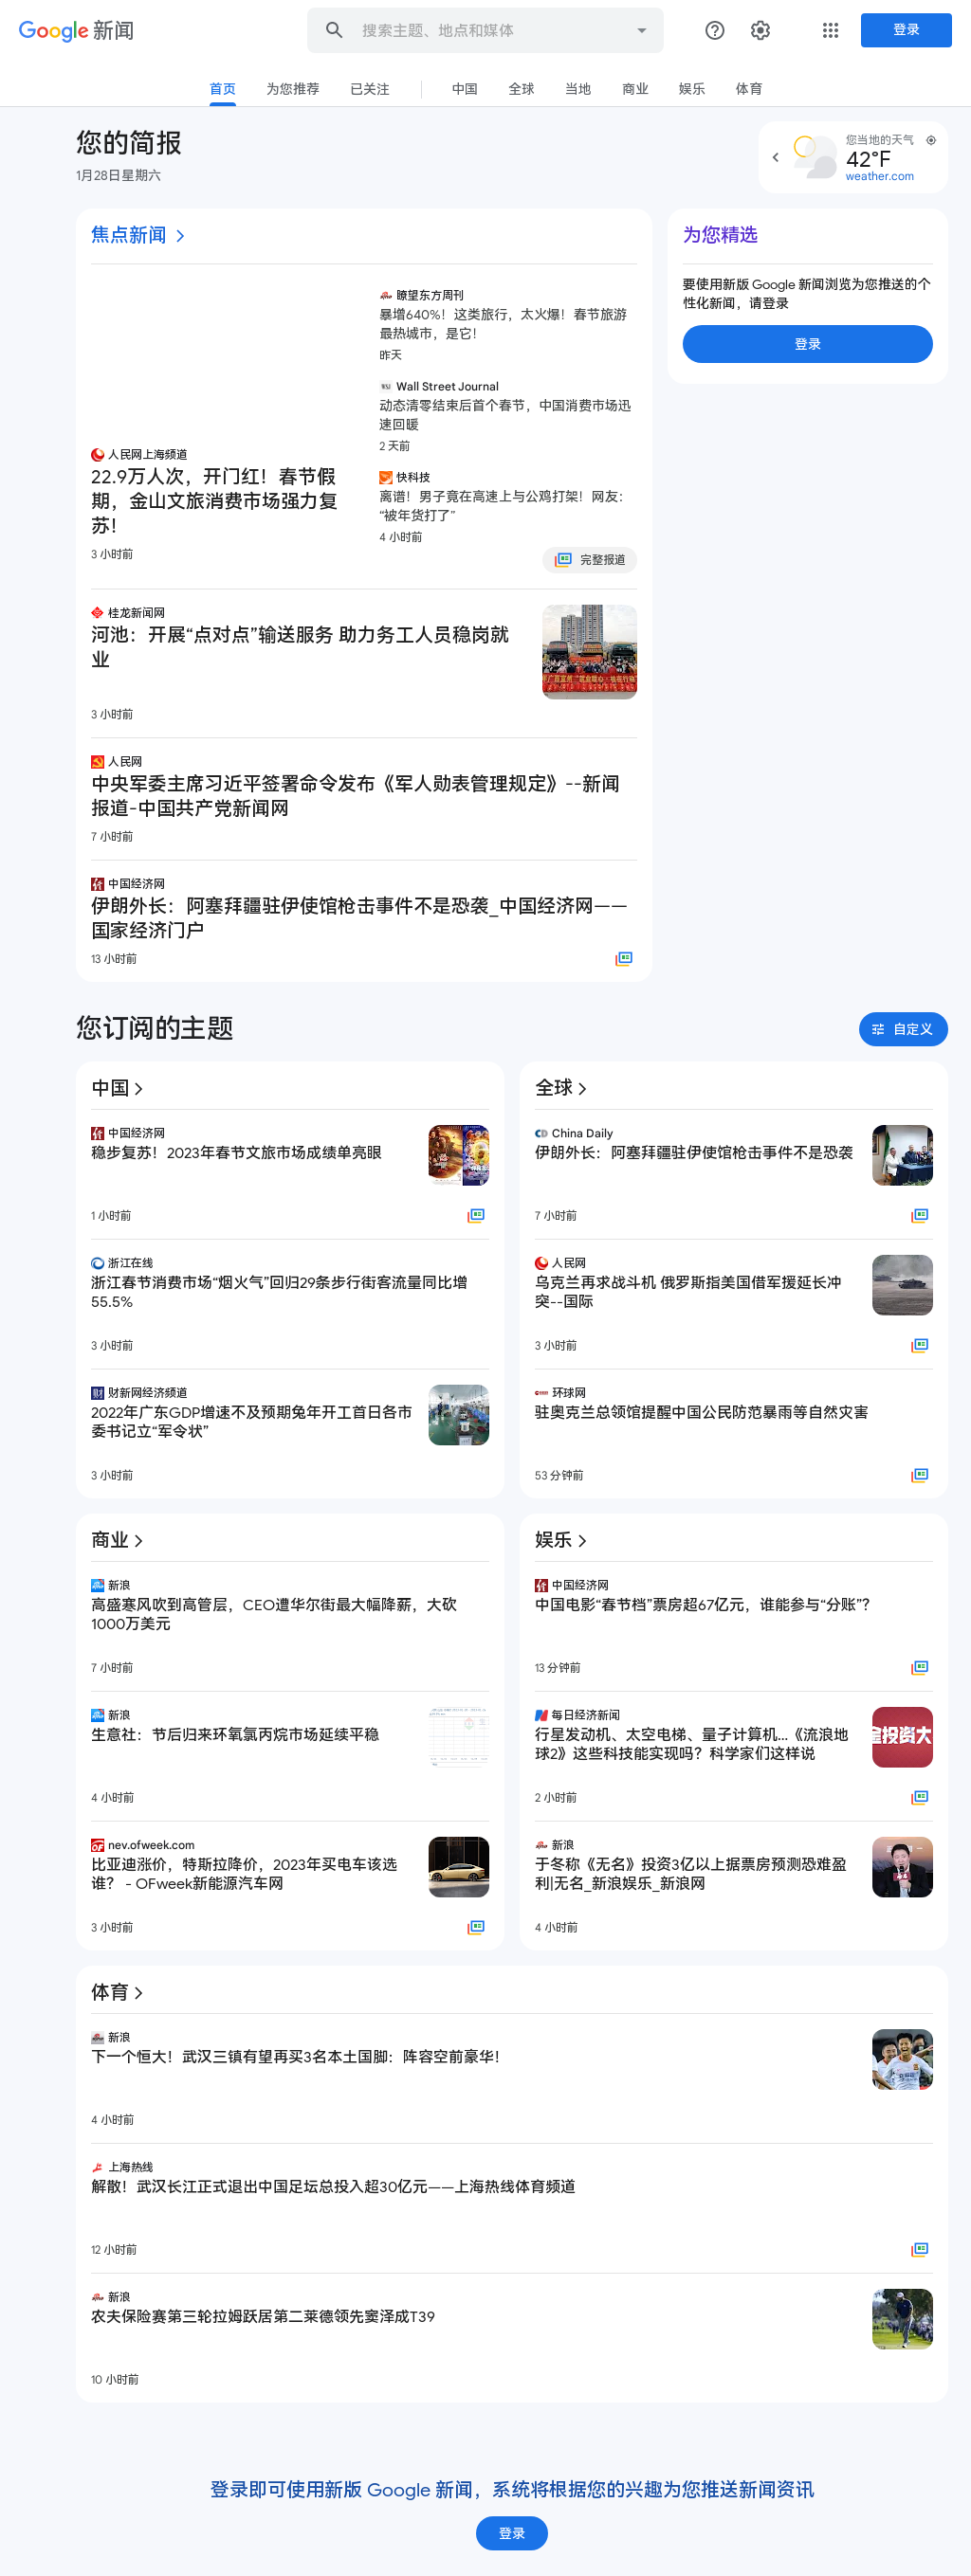 Google 新闻
搜索主题、地点和媒体
登录
首页
为您推荐
已关注
中国
全球
当地
商业
娱乐
体育
您的简报
1月28日星期六
您当地的天气
42°F
weather.com
焦点新闻
人民网上海频道
22.9万人次，开门红！春节假
期，金山文旅消费市场强力复
苏！
3 小时前
瞭望东方周刊
暴增640%！这类旅行，太火爆！春节旅游
最热城市，是它！
昨天
Wall Street Journal
动态清零结束后首个春节，中国消费市场迅
速回暖
2 天前
快科技
离谱！男子竟在高速上与公鸡打架！网友：
“被年货打了”
4 小时前
完整报道
桂龙新闻网
河池：开展“点对点”输送服务 助力务工人员稳岗就
业
3 小时前
人民网
中央军委主席习近平签署命令发布《军人勋表管理规定》--新闻
报道-中国共产党新闻网
7 小时前
中国经济网
伊朗外长：阿塞拜疆驻伊使馆枪击事件不是恐袭_中国经济网——
国家经济门户
13 小时前
为您精选
要使用新版 Google 新闻浏览为您推送的个
性化新闻，请登录
登录
您订阅的主题
自定义
中国
中国经济网
稳步复苏！2023年春节文旅市场成绩单亮眼
1 小时前
浙江在线
浙江春节消费市场“烟火气”回归29条步行街客流量同比增
55.5%
3 小时前
财新网经济频道
2022年广东GDP增速不及预期兔年开工首日各市
委书记立“军令状”
3 小时前
全球
China Daily
伊朗外长：阿塞拜疆驻伊使馆枪击事件不是恐袭
7 小时前
人民网
乌克兰再求战斗机 俄罗斯指美国借军援延长冲
突--国际
3 小时前
环球网
驻奥克兰总领馆提醒中国公民防范暴雨等自然灾害
53 分钟前
商业
新浪
高盛寒风吹到高管层，CEO遭华尔街最大幅降薪，大砍
1000万美元
7 小时前
新浪
生意社：节后归来环氧氯丙烷市场延续平稳
4 小时前
nev.ofweek.com
比亚迪涨价，特斯拉降价，2023年买电车该选
谁？ - OFweek新能源汽车网
3 小时前
娱乐
中国经济网
中国电影“春节档”票房超67亿元，谁能参与“分账”？
13 分钟前
每日经济新闻
行星发动机、太空电梯、量子计算机...《流浪地
球2》这些科技能实现吗？科学家们这样说
金投资大
2 小时前
新浪
于冬称《无名》投资3亿以上据票房预测恐难盈
利|无名_新浪娱乐_新浪网
4 小时前
体育
新浪
下一个恒大！武汉三镇有望再买3名本土国脚：阵容空前豪华！
4 小时前
上海热线
解散！武汉长江正式退出中国足坛总投入超30亿元——上海热线体育频道
12 小时前
新浪
农夫保险赛第三轮拉姆跃居第二莱德领先窦泽成T39
10 小时前
登录即可使用新版 Google 新闻，系统将根据您的兴趣为您推送新闻资讯
登录